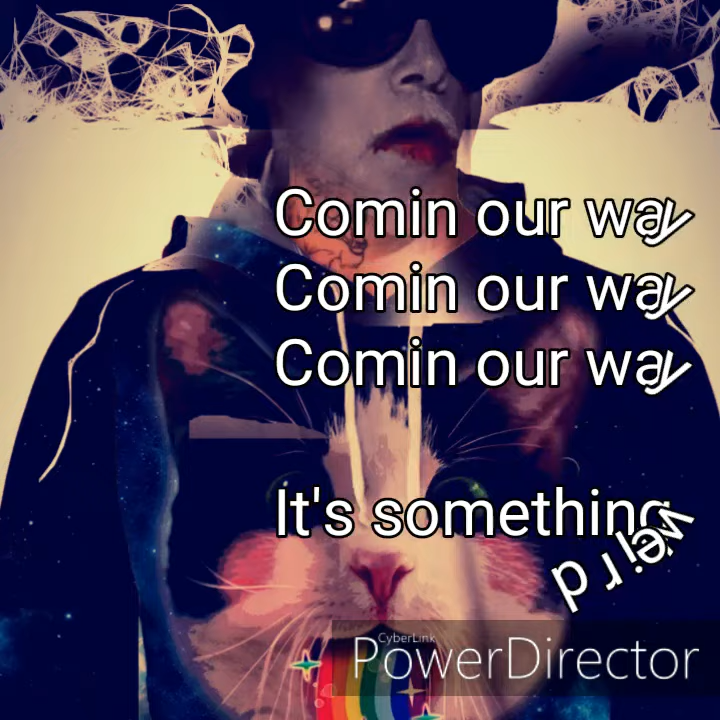 Comin our way
Comin our way
Comin our way
It's something
weird
CyberLink
PowerDirector